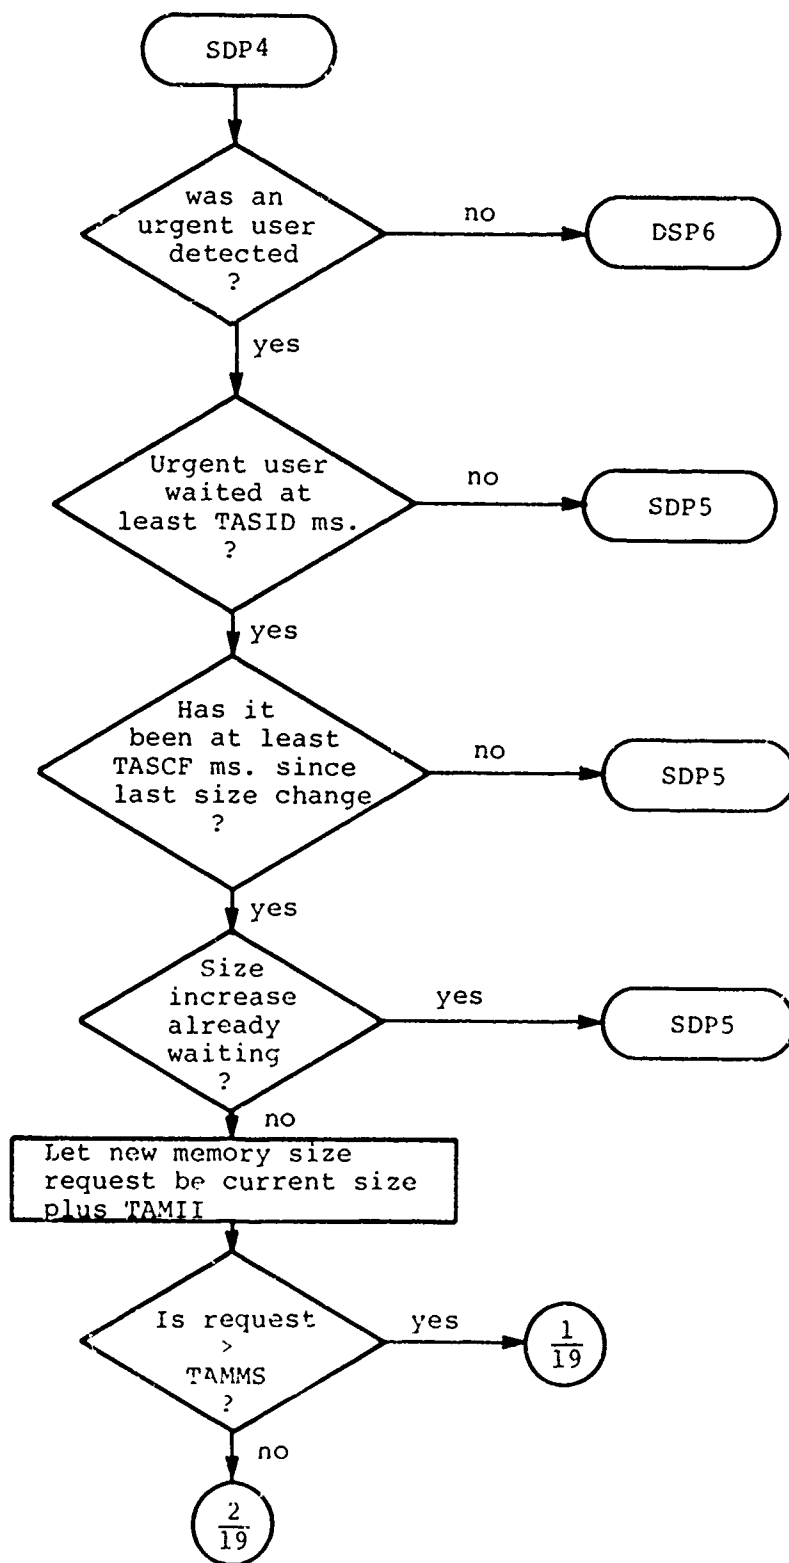 SDP4
was an
urgent user
detected
?
no
DSP6
yes
Urgent user
waited at
least TASID ms.
?
no
SDP5
yes
Has it
been at least
TASCF ms. since
last size change
?
no
SDP5
yes
Size
increase
already
waiting
?
yes
SDP5
no
Let new memory size
request be current size
plus TAMII
Is request
>
TAMMS
?
yes
1
19
no
2
19